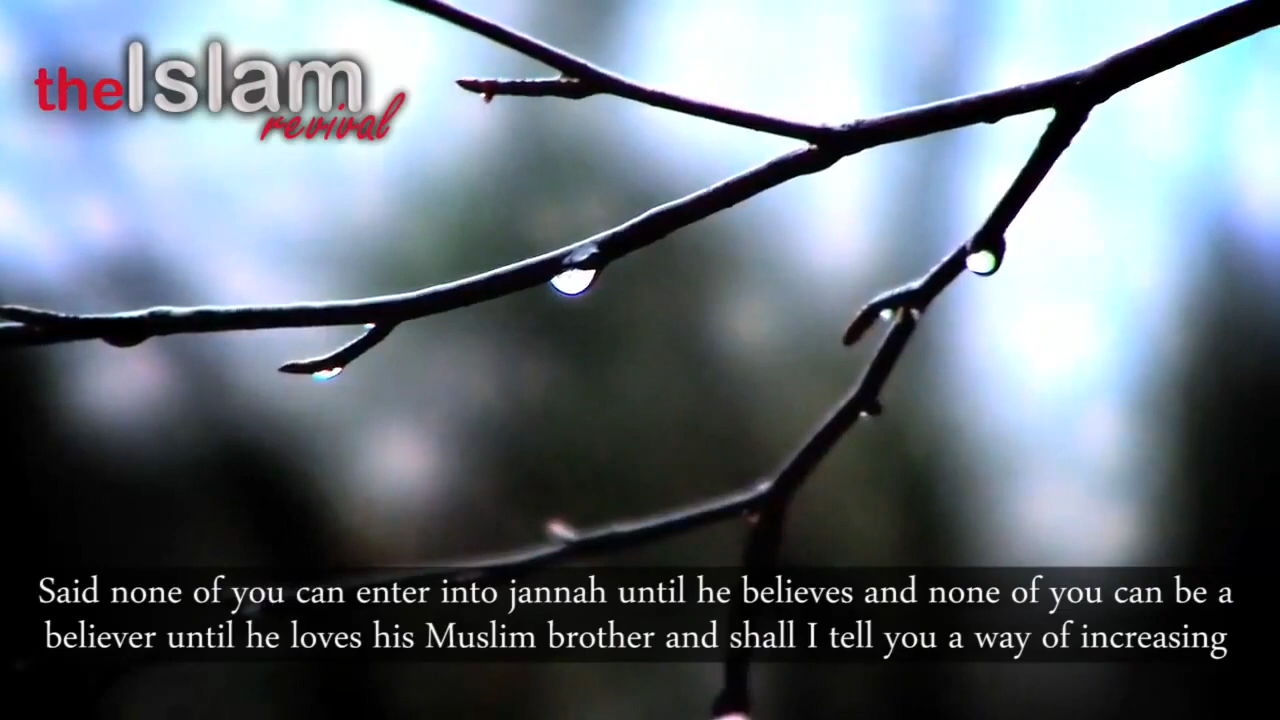 theIslam
revival
Said none of you can enter into jannah until he believes and none of you can be a
believer until he loves his Muslim brother and shall I tell you a way of increasing